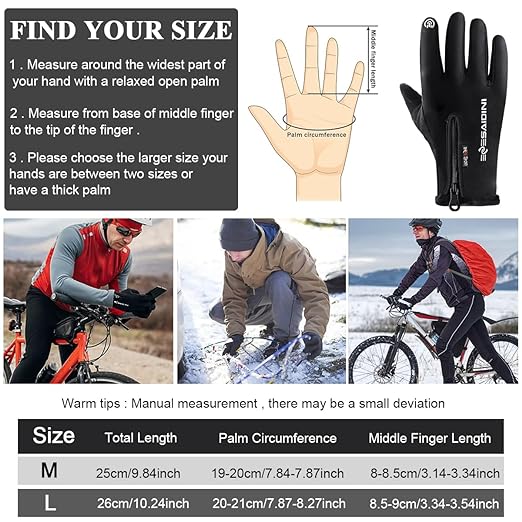 FIND YOUR SIZE
1 . Measure around the widest part of
your hand with a relaxed open palm
2 . Measure from base of middle finger
to the tip of the finger .
3 . Please choose the larger size your
hands are between two sizes or
have a thick palm
Middle finger
length
Palm circumference
ENESAIDINI
Warm tips : Manual measurement , there may be a small deviation
Size Total Length Palm Circumference Middle Finger Length
M 25cm/9.84inch 19-20cm/7.84-7.87inch 8-8.5cm/3.14-3.34inch
L 26cm/10.24inch 20-21cm/7.87-8.27inch 8.5-9cm/3.34-3.54inch